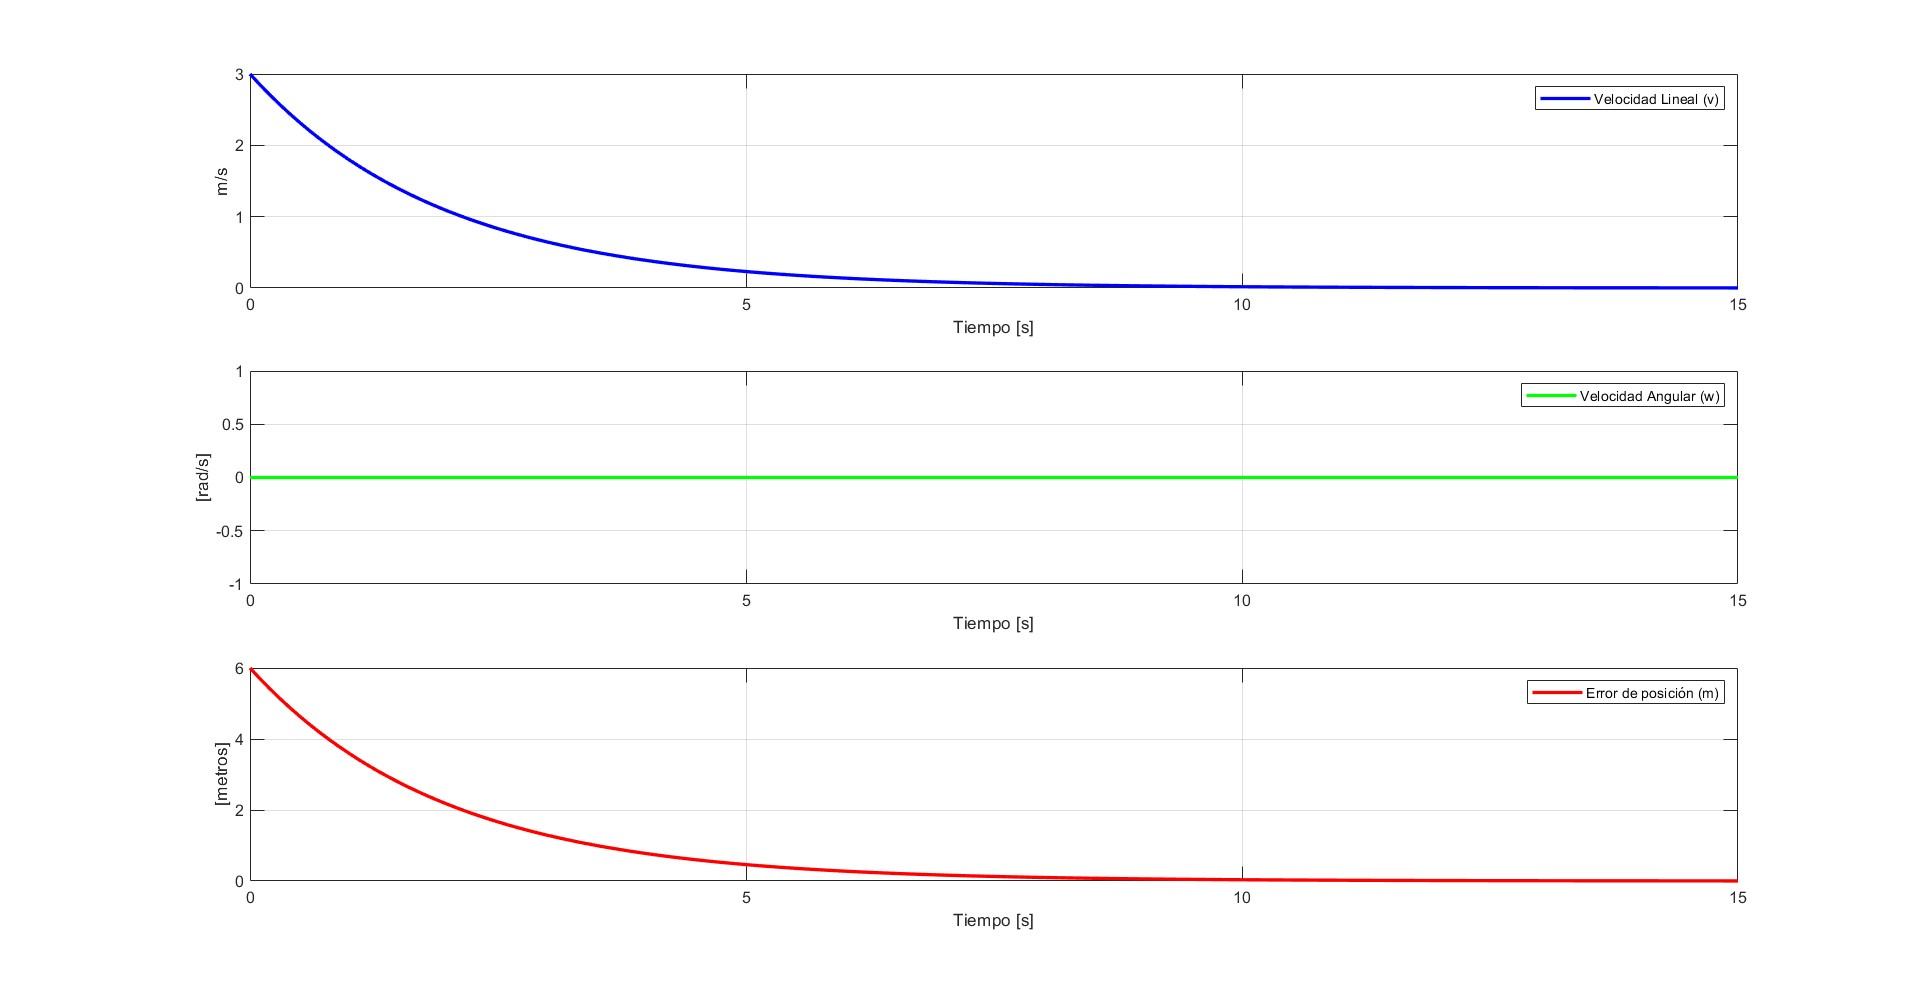 3
2
1
0
m/s
Velocidad Lineal (v)
0 5 10 15
Tiempo [s]
1
0.5
0
-0.5
-1
[rad/s]
Velocidad Angular (w)
0 5 10 15
Tiempo [s]
6
4
2
0
[metros]
Error de posición (m)
0 5 10 15
Tiempo [s]